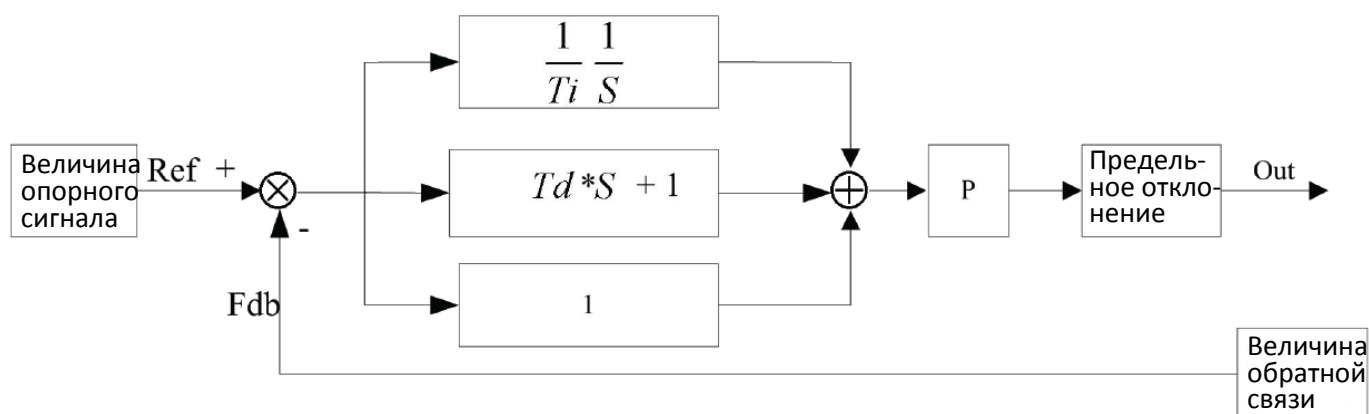 1 1
Ti S
Величина
опорного
сигнала
Ref +
-
Td*S + 1
P
Предель-
ное откло-
нение
Out
Fdb
1
Величина
обратной
связи